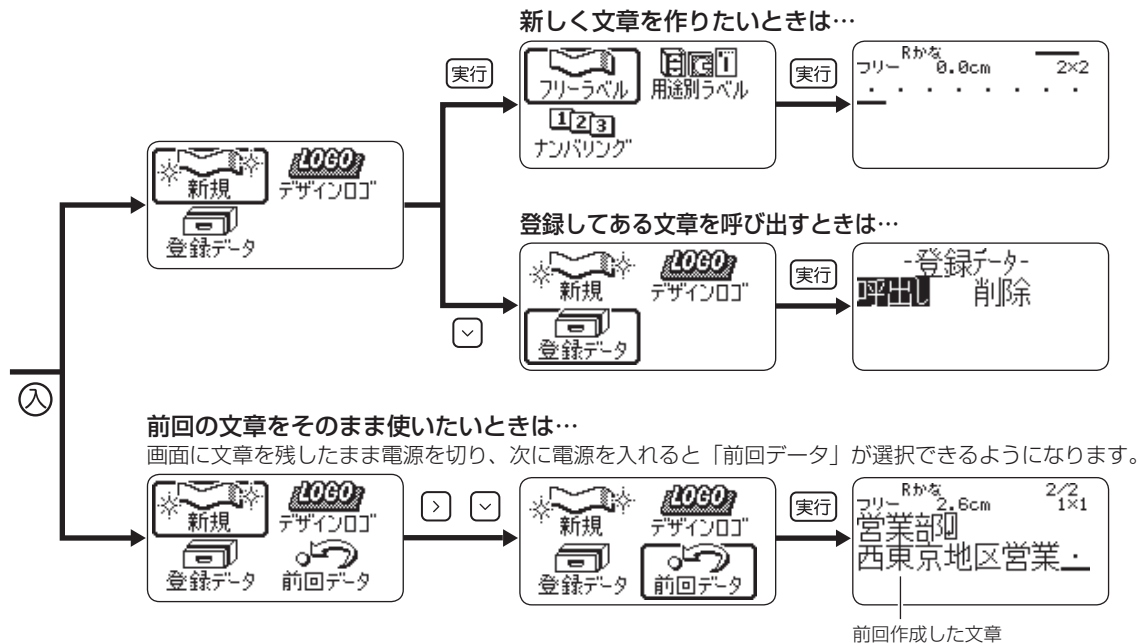 新しく文章を作りたいときは…
実行
フリーラベル
用途別ラベル
123
ナンバリング
実行
Rかな
フリー 0.0cm 2×2
新規
LOGO
デザインロゴ
登録データ
登録してある文章を呼び出すときは…
新規
LOGO
デザインロゴ
登録データ
実行
-登録データ-
呼出し 削除
入
前回の文章をそのまま使いたいときは…
画面に文章を残したまま電源を切り、次に電源を入れると「前回データ」が選択できるようになります。
新規
LOGO
デザインロゴ
登録データ
前回データ
新規
LOGO
デザインロゴ
登録データ
前回データ
実行
Rかな 2/2
フリー 2.6cm 1×1
営業部
西東京地区営業・
前回作成した文章